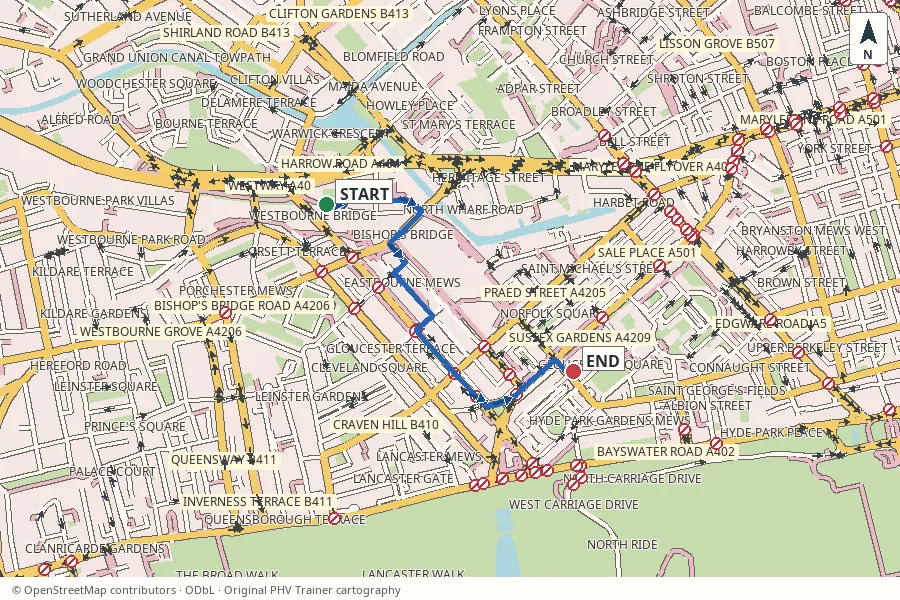 CLIFTON GARDENS B413
LYONS PLACE
ASHBRIDGE STREET
BALCOMBE STREET
SUTHERLAND AVENUE
SHIRLAND ROAD B413
FRAMPTON STREET
LISSON GROVE B507
N
GRAND UNION CANAL TOWPATH
BLOMFIELD ROAD
CHURCH STREET
BOSTON PLACE
WOODCHESTER SQUARE
CLIFTON VILLAS
MAIDA AVENUE
ADPAR STREET
SHROTON STREET
DELAMERE TERRACE
HOWLEY PLACE
BROADLEY STREET
ALFRED ROAD
BOURNE TERRACE
WARWICK CRESCENT
ST MARY'S TERRACE
BELL STREET
YORK STREET
HARROW ROAD A404
WESTWAY A40
HERMITAGE STREET
START
WESTBOURNE PARK VILLAS
WESTBOURNE BRIDGE
NORTH WHARF ROAD
HARBET ROAD
BISHOP'S BRIDGE
BRYANSTON MEWS WEST
WESTBOURNE PARK ROAD
SALE PLACE A501
KILDARE TERRACE
EASTBOURNE MEWS
BROWN STREET
PORCHESTER MEWS
PRAED STREET A4205
BISHOP'S BRIDGE ROAD A4206
KILDARE GARDENS
NORFOLK SQUARE
WESTBOURNE GROVE A4206
SUSSEX GARDENS A4209
GLOUCESTER TERRACE
UPPER BERKELEY STREET
END
HEREFORD ROAD
CLEVELAND SQUARE
CONNAUGHT STREET
LEINSTER SQUARE
LEINSTER GARDENS
SAINT GEORGE'S FIELDS
ALBION STREET
PRINCE'S SQUARE
CRAVEN HILL B410
HYDE PARK GARDENS MEWS
HYDE PARK PLACE
QUEENSWAY B411
LANCASTER MEWS
BAYSWATER ROAD A402
PALACE COURT
LANCASTER GATE
NORTH CARRIAGE DRIVE
INVERNESS TERRACE B411
WEST CARRIAGE DRIVE
QUEENSBOROUGH TERRACE
CLANRICARDE GARDENS
NORTH RIDE
THE BROAD WALK
LANCASTER WALK
© OpenStreetMap contributors · ODbL · Original PHV Trainer cartography